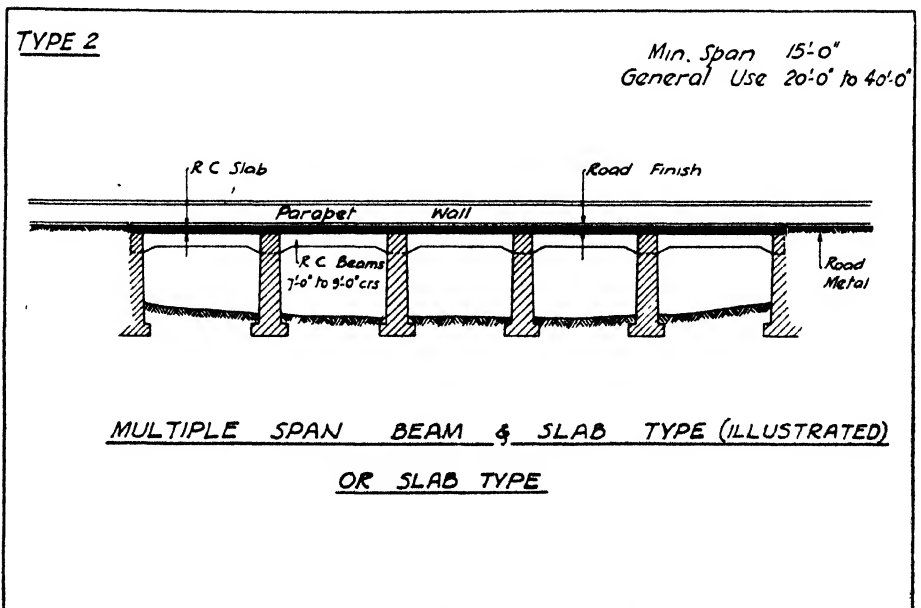 TYPE 2
Min. Span 15'-0"
General Use 20'-0" to 40'-0"
R C Slab
Road Finish
Parapet Wall
R C Beams
7'-0" to 9'-0" crs
Road
Metal
MULTIPLE SPAN BEAM & SLAB TYPE (ILLUSTRATED)
OR SLAB TYPE